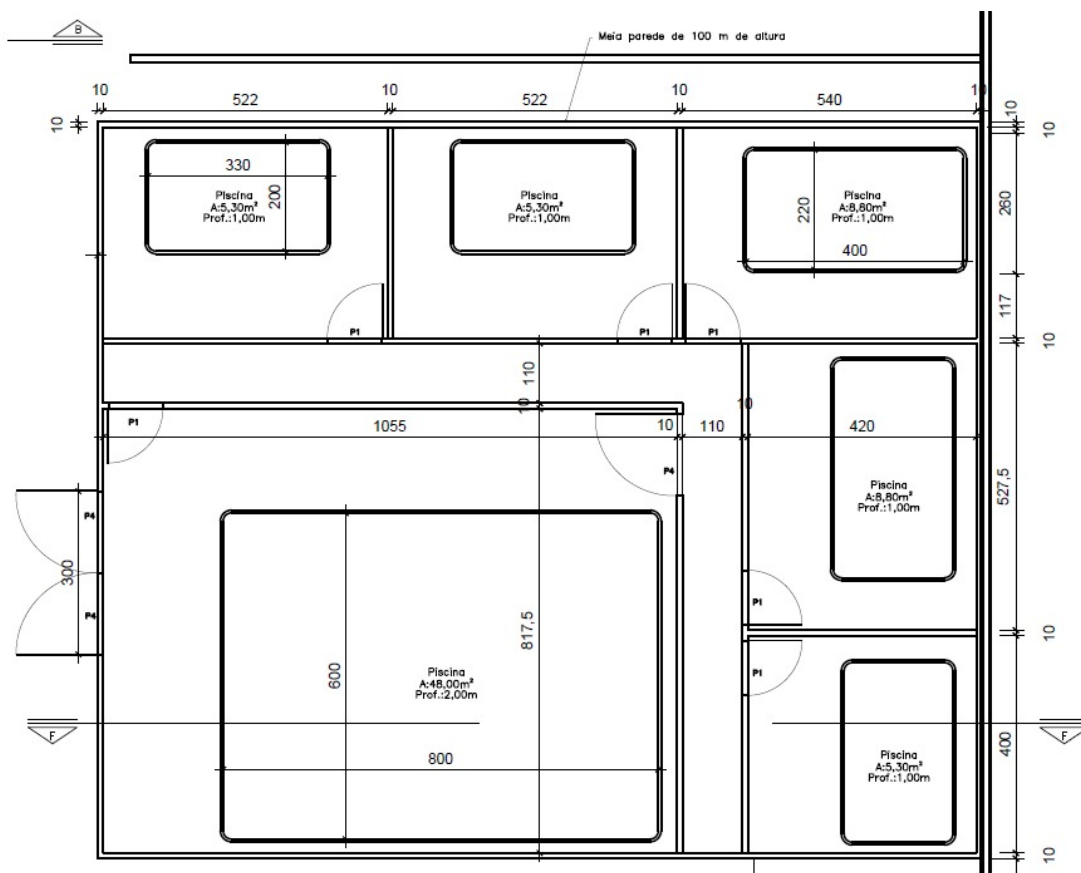 B
Meia parede de 100 m de altura
10 522 10 522 10 540 10
10
10
10
330
200
Piscina
A:5,30m²
Prof.:1,00m
Piscina
A:5,30m²
Prof.:1,00m
220
Piscina
A:8,80m²
Prof.:1,00m
400
260
117
P1
P1
P1
10
110
10
P1
1055
10
110
10
420
P4
527,5
Piscina
A:8,80m²
Prof.:1,00m
P4
300
P4
817,5
P1
10
P1
600
Piscina
A:48,00m²
Prof.:2,00m
800
F
F
Piscina
A:5,30m²
Prof.:1,00m
400
10